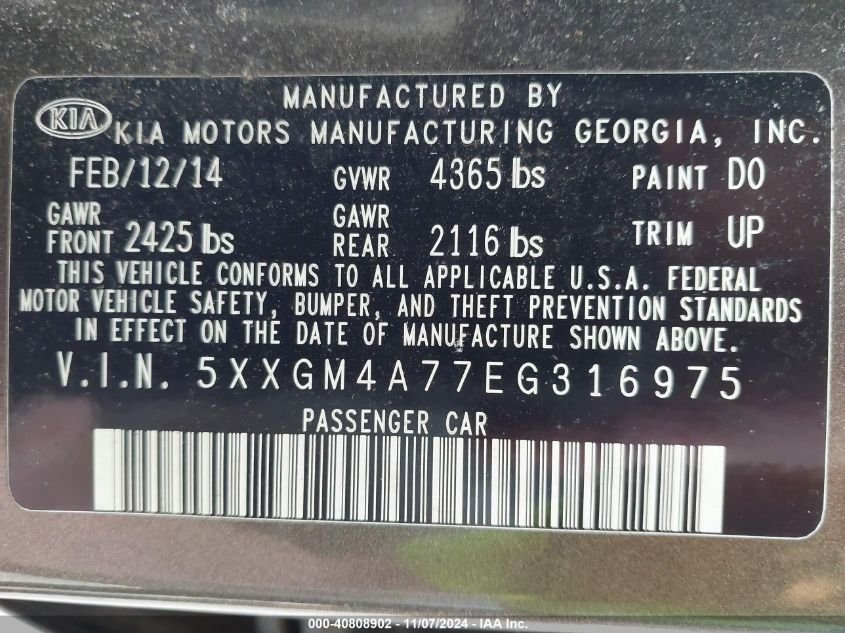 MANUFACTURED BY
KIA KIA MOTORS MANUFACTURING GEORGIA, INC.
FEB/12/14 GVWR 4365 lbs PAINT DO
GAWR FRONT 2425 lbs GAWR REAR 2116 lbs TRIM UP
THIS VEHICLE CONFORMS TO ALL APPLICABLE U.S.A. FEDERAL
MOTOR VEHICLE SAFETY, BUMPER, AND THEFT PREVENTION STANDARDS
IN EFFECT ON THE DATE OF MANUFACTURE SHOWN ABOVE.
V.I.N. 5XXGM4A77EG316975
PASSENGER CAR
000-40808902 - 11/07/2024 - IAA Inc.